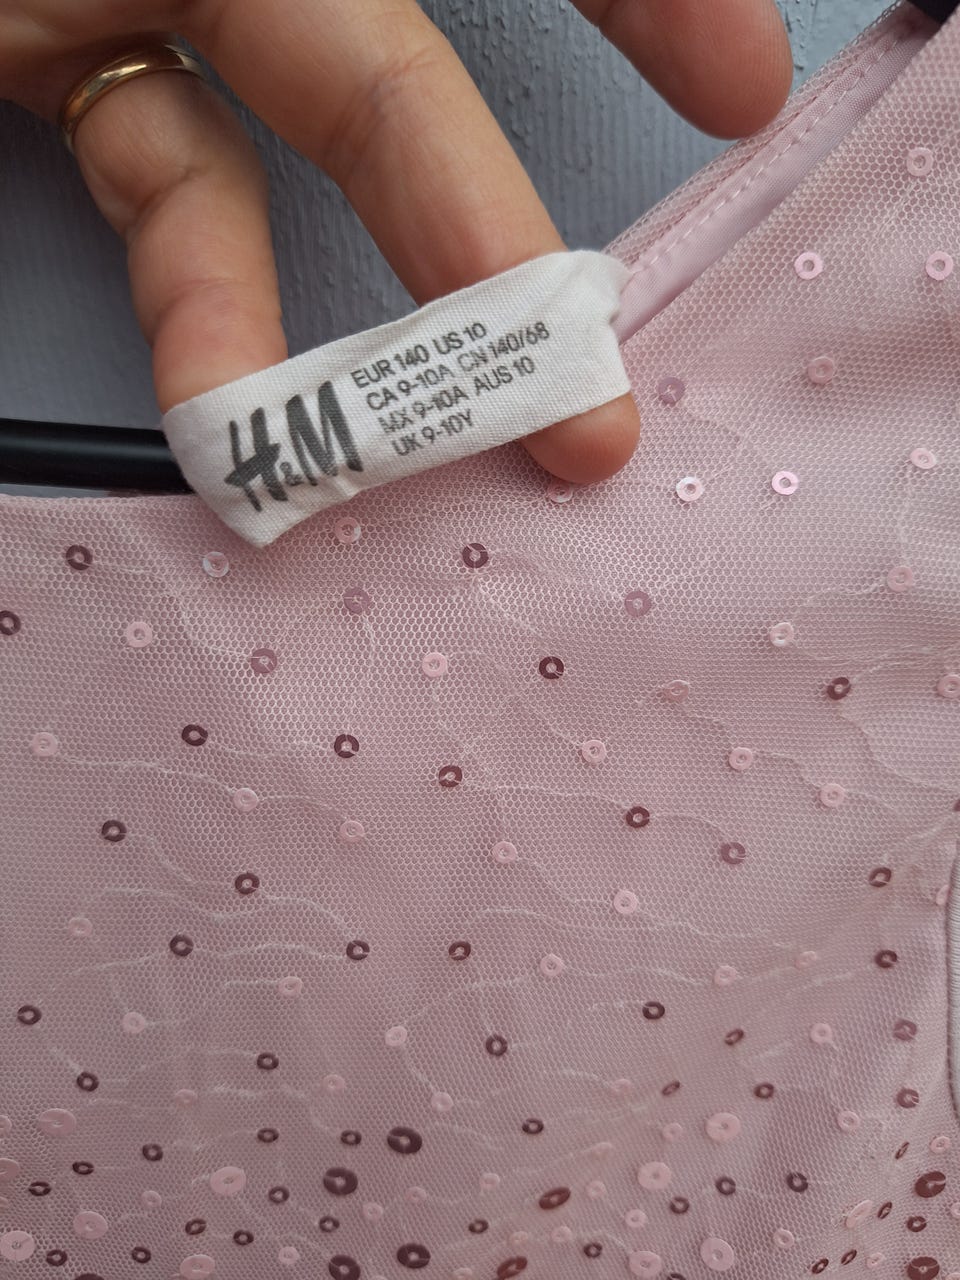 H&M
EUR 140 US 10
CA 9-10A CN 140/68
MX 9-10A AUS 10
UK 9-10Y